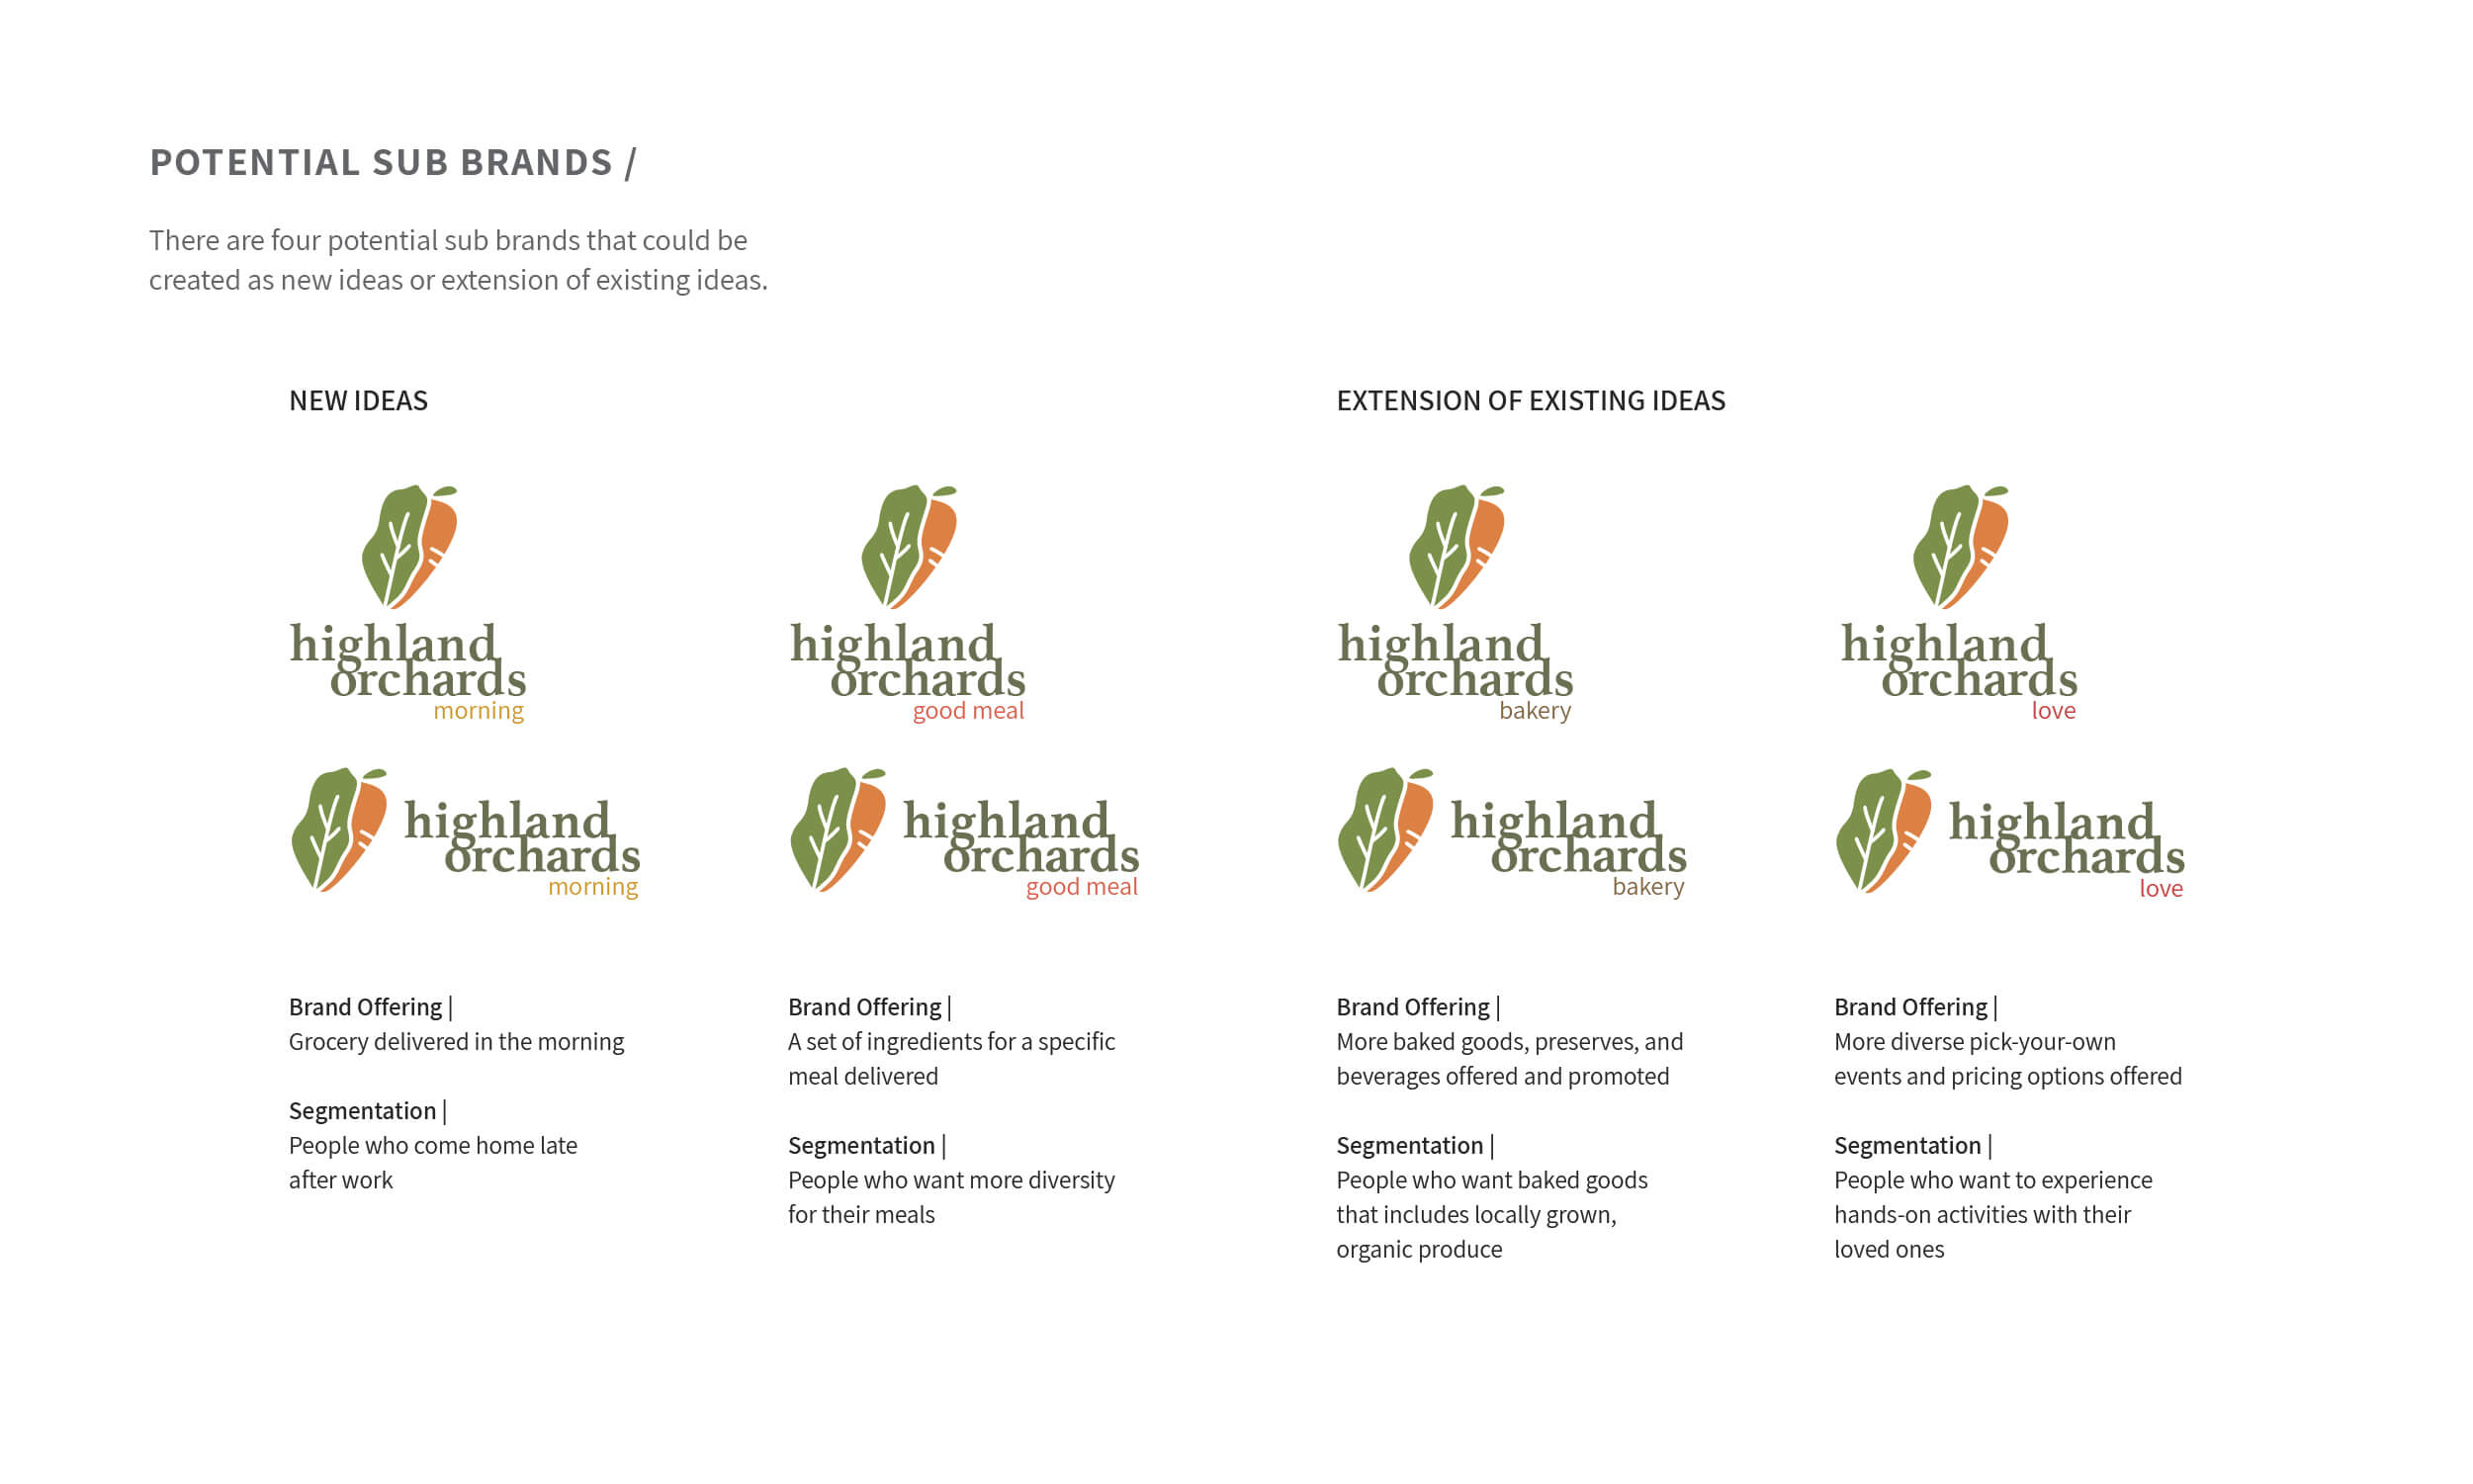 POTENTIAL SUB BRANDS /
There are four potential sub brands that could be
created as new ideas or extension of existing ideas.
NEW IDEAS
highland
orchards
morning
highland
orchards
good meal
highland
orchards
morning
highland
orchards
good meal
Brand Offering |
Grocery delivered in the morning
Segmentation |
People who come home late
after work
Brand Offering |
A set of ingredients for a specific
meal delivered
Segmentation |
People who want more diversity
for their meals
EXTENSION OF EXISTING IDEAS
highland
orchards
bakery
highland
orchards
love
highland
orchards
bakery
highland
orchards
love
Brand Offering |
More baked goods, preserves, and
beverages offered and promoted
Segmentation |
People who want baked goods
that includes locally grown,
organic produce
Brand Offering |
More diverse pick-your-own
events and pricing options offered
Segmentation |
People who want to experience
hands-on activities with their
loved ones